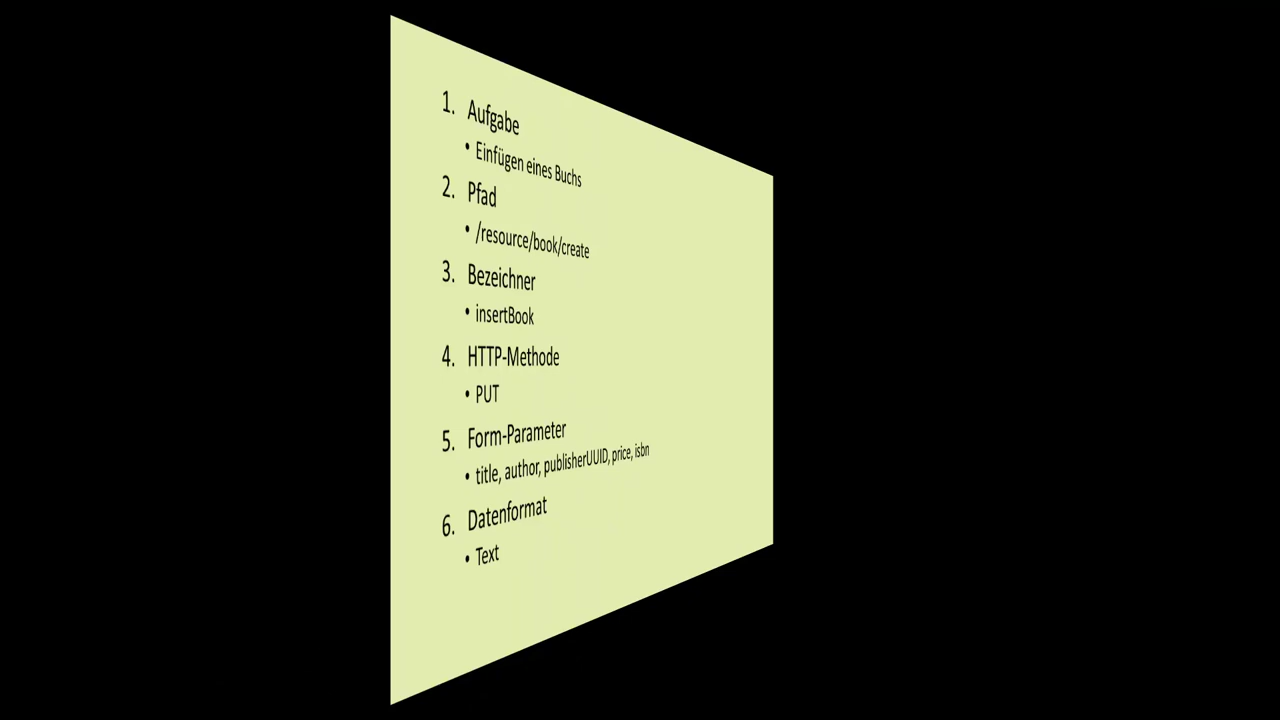 1. Aufgabe
• Einfügen eines Buchs
2. Pfad
• /resource/book/create
3. Bezeichner
• insertBook
4. HTTP-Methode
• PUT
5. Form-Parameter
• title, author, publisherUUID, price, isbn
6. Datenformat
• Text